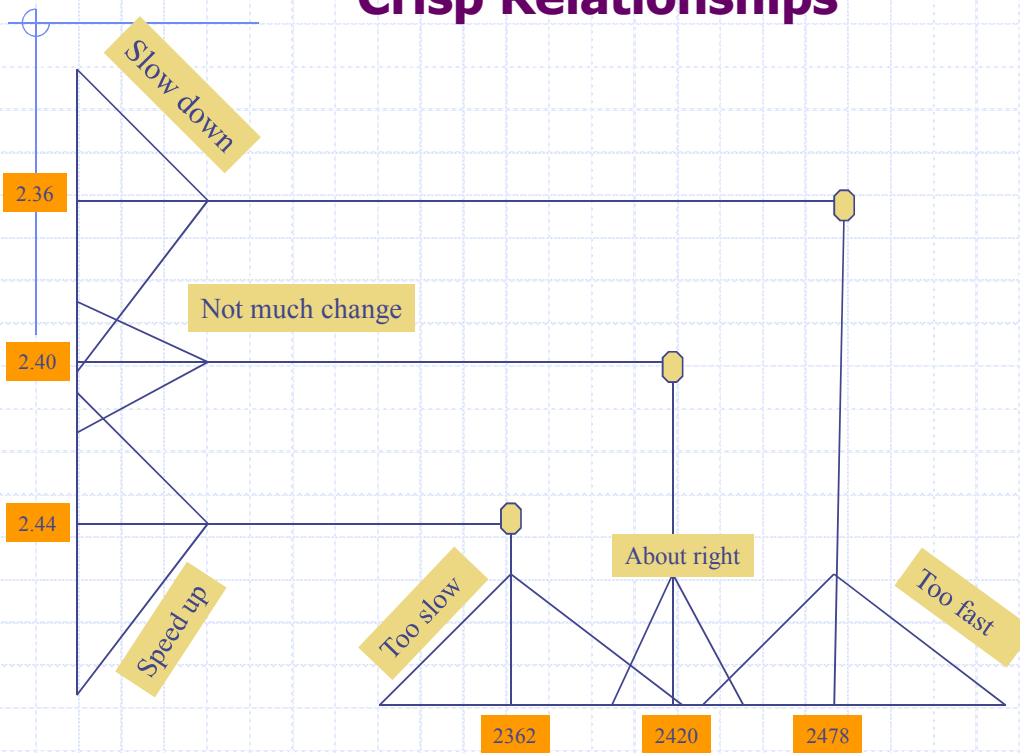 Crisp Relationships
Slow down
2.36
Not much change
2.40
2.44
About right
Too slow
Too fast
Speed up
2362
2420
2478